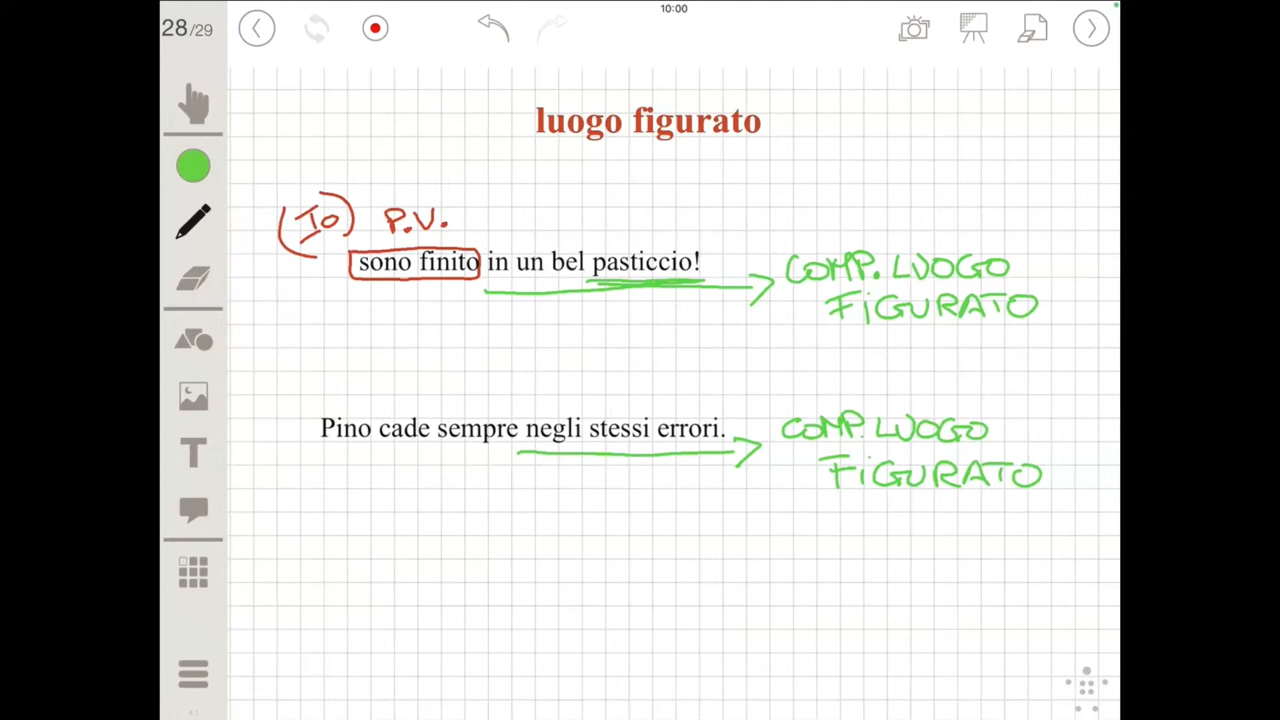 10:00
28/29
luogo figurato
(Io) P.V.
sono finito in un bel pasticcio!
COMP. LUOGO
FIGURATO
Pino cade sempre negli stessi errori.
COMP. LUOGO
FIGURATO
T